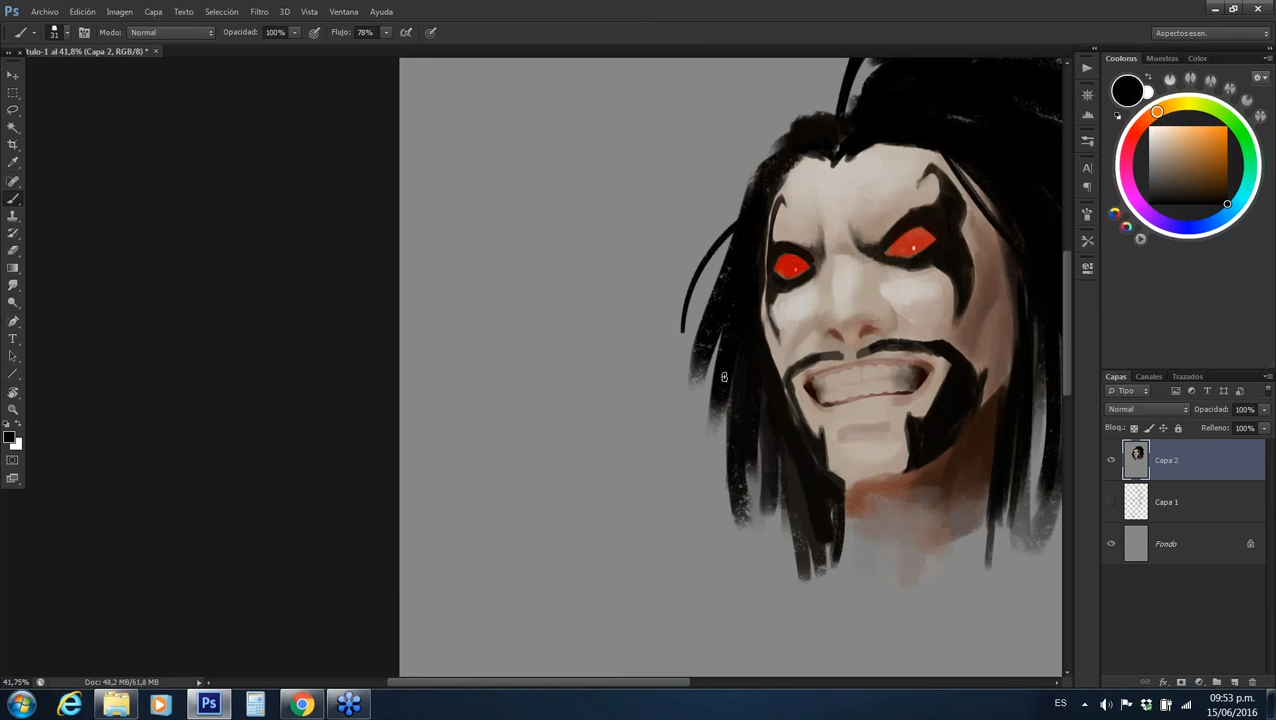 Ps Archivo Edición Imagen Capa Texto Selección Filtro 3D Vista Ventana Ayuda
31 Modo: Normal Opacidad: 100% Flujo: 78% Aspectos esen.
tulo-1 al 41,8% (Capa 2, RGB/8) * ×
Coolorus Muestras Color
Capas Canales Trazados
Tipo
Normal Opacidad: 100%
Bloq.: Relleno: 100%
Capa 2
Capa 1
Fondo
41,75% Doc: 48,2 MB/61,8 MB
Ps ES 09:53 p.m.
15/06/2016